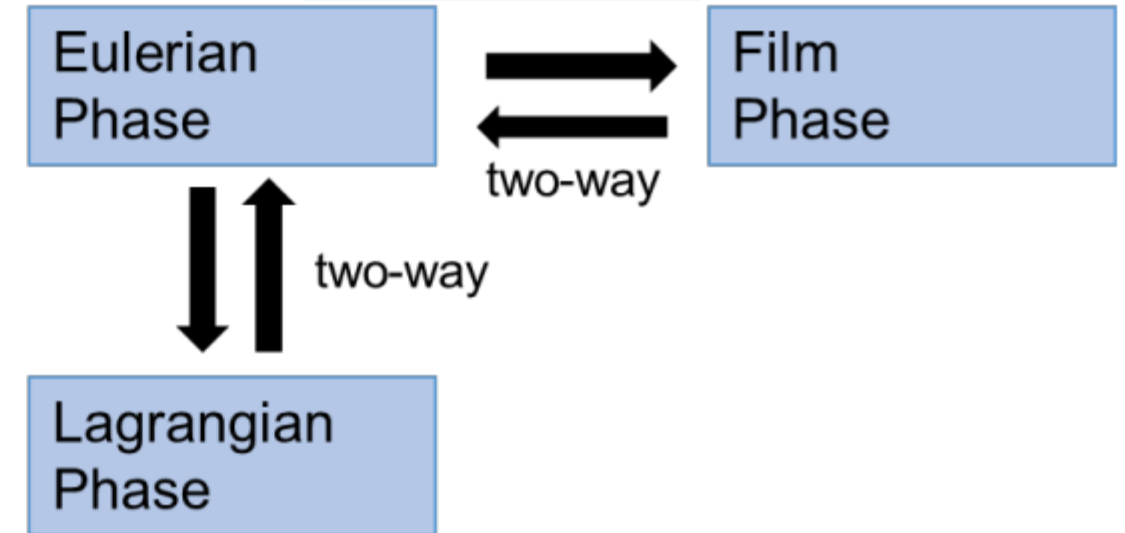 Eulerian
Phase
Film
Phase
two-way
two-way
Lagrangian
Phase